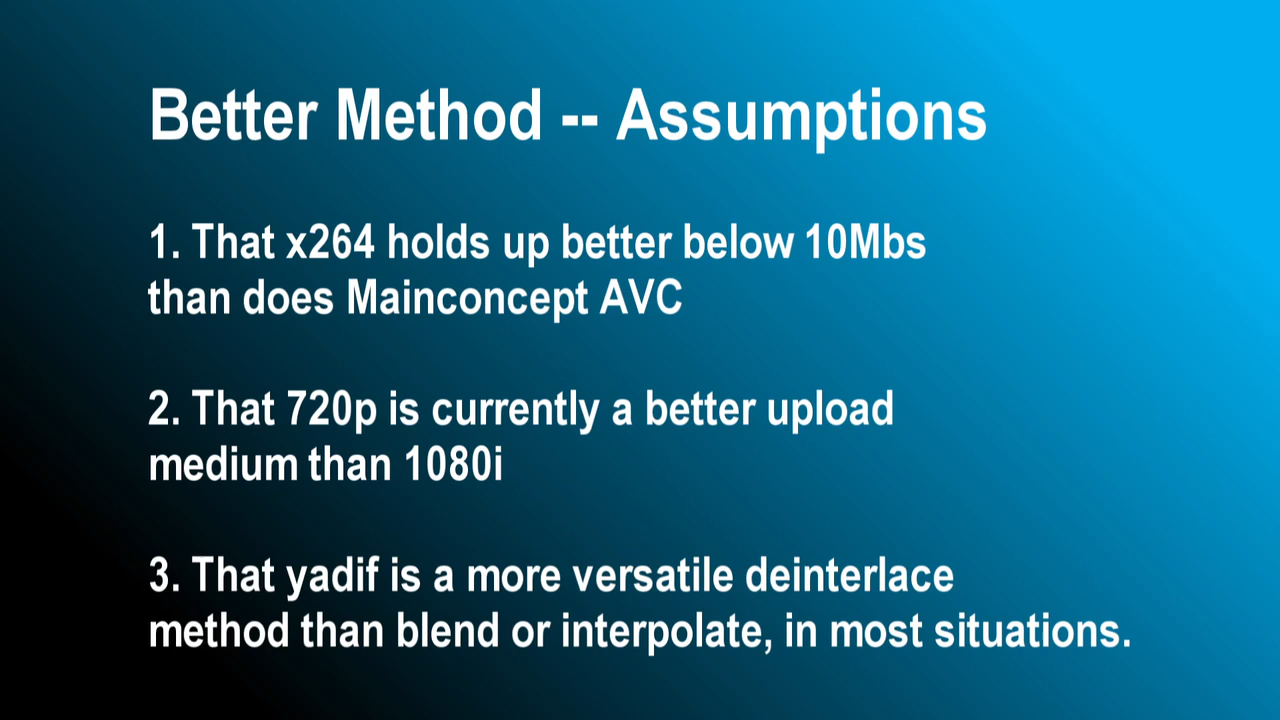 Better Method -- Assumptions
1. That x264 holds up better below 10Mbs
than does Mainconcept AVC
2. That 720p is currently a better upload
medium than 1080i
3. That yadif is a more versatile deinterlace
method than blend or interpolate, in most situations.